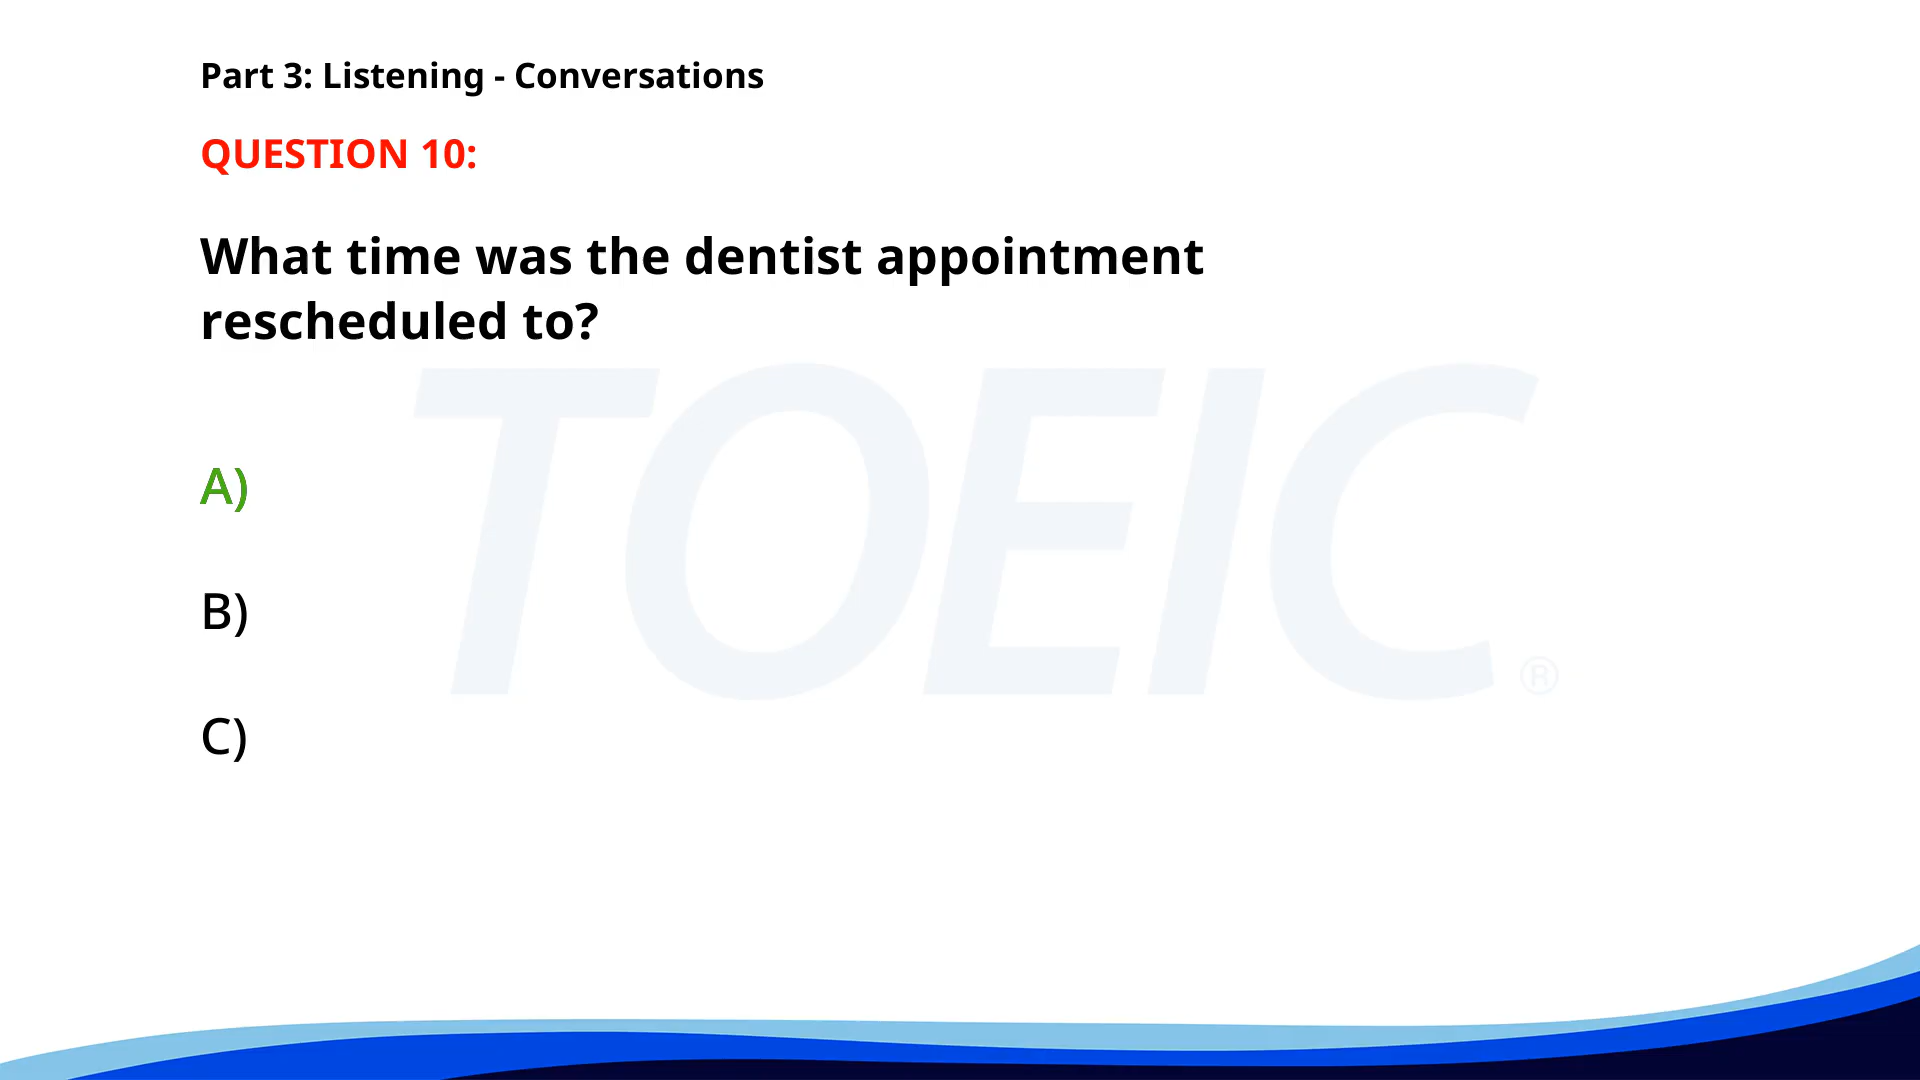 Part 3: Listening - Conversations
QUESTION 10:
What time was the dentist appointment
rescheduled to?
TOEIC®
A)
B)
C)